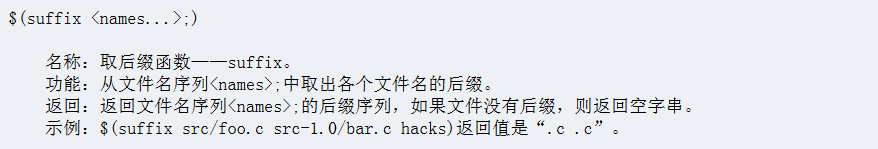 $(suffix <names...>;)
名称：取后缀函数——suffix。
功能：从文件名序列<names>;中取出各个文件名的后缀。
返回：返回文件名序列<names>;的后缀序列，如果文件没有后缀，则返回空字串。
示例：$(suffix src/foo.c src-1.0/bar.c hacks)返回值是“.c .c”。